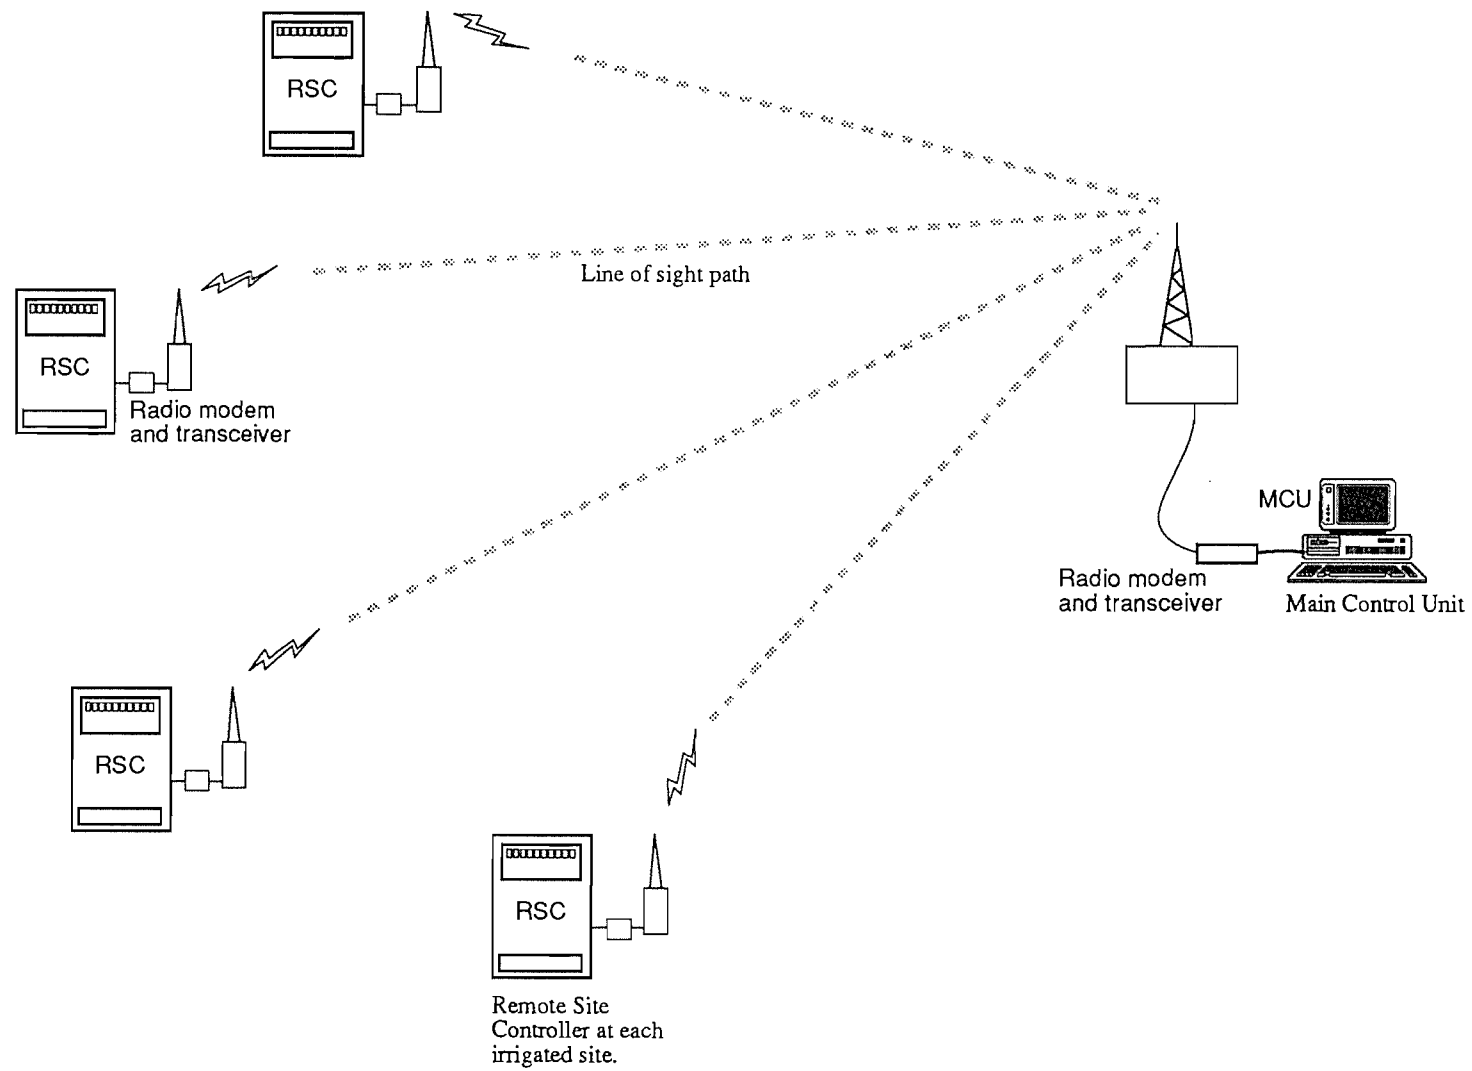 RSC
Line of sight path
RSC
Radio modem
and transceiver
MCU
Radio modem
and transceiver
Main Control Unit
RSC
RSC
Remote Site
Controller at each
irrigated site.